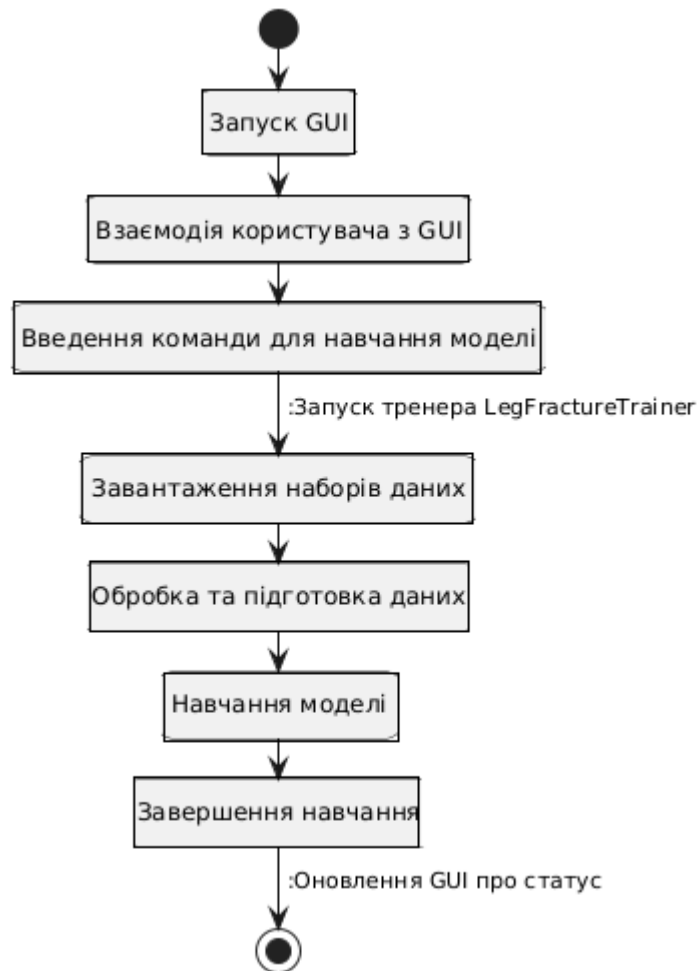 Запуск GUI
Взаємодія користувача з GUI
Введення команди для навчання моделі
:Запуск тренера LegFractureTrainer
Завантаження наборів даних
Обробка та підготовка даних
Навчання моделі
Завершення навчання
:Оновлення GUI про статус